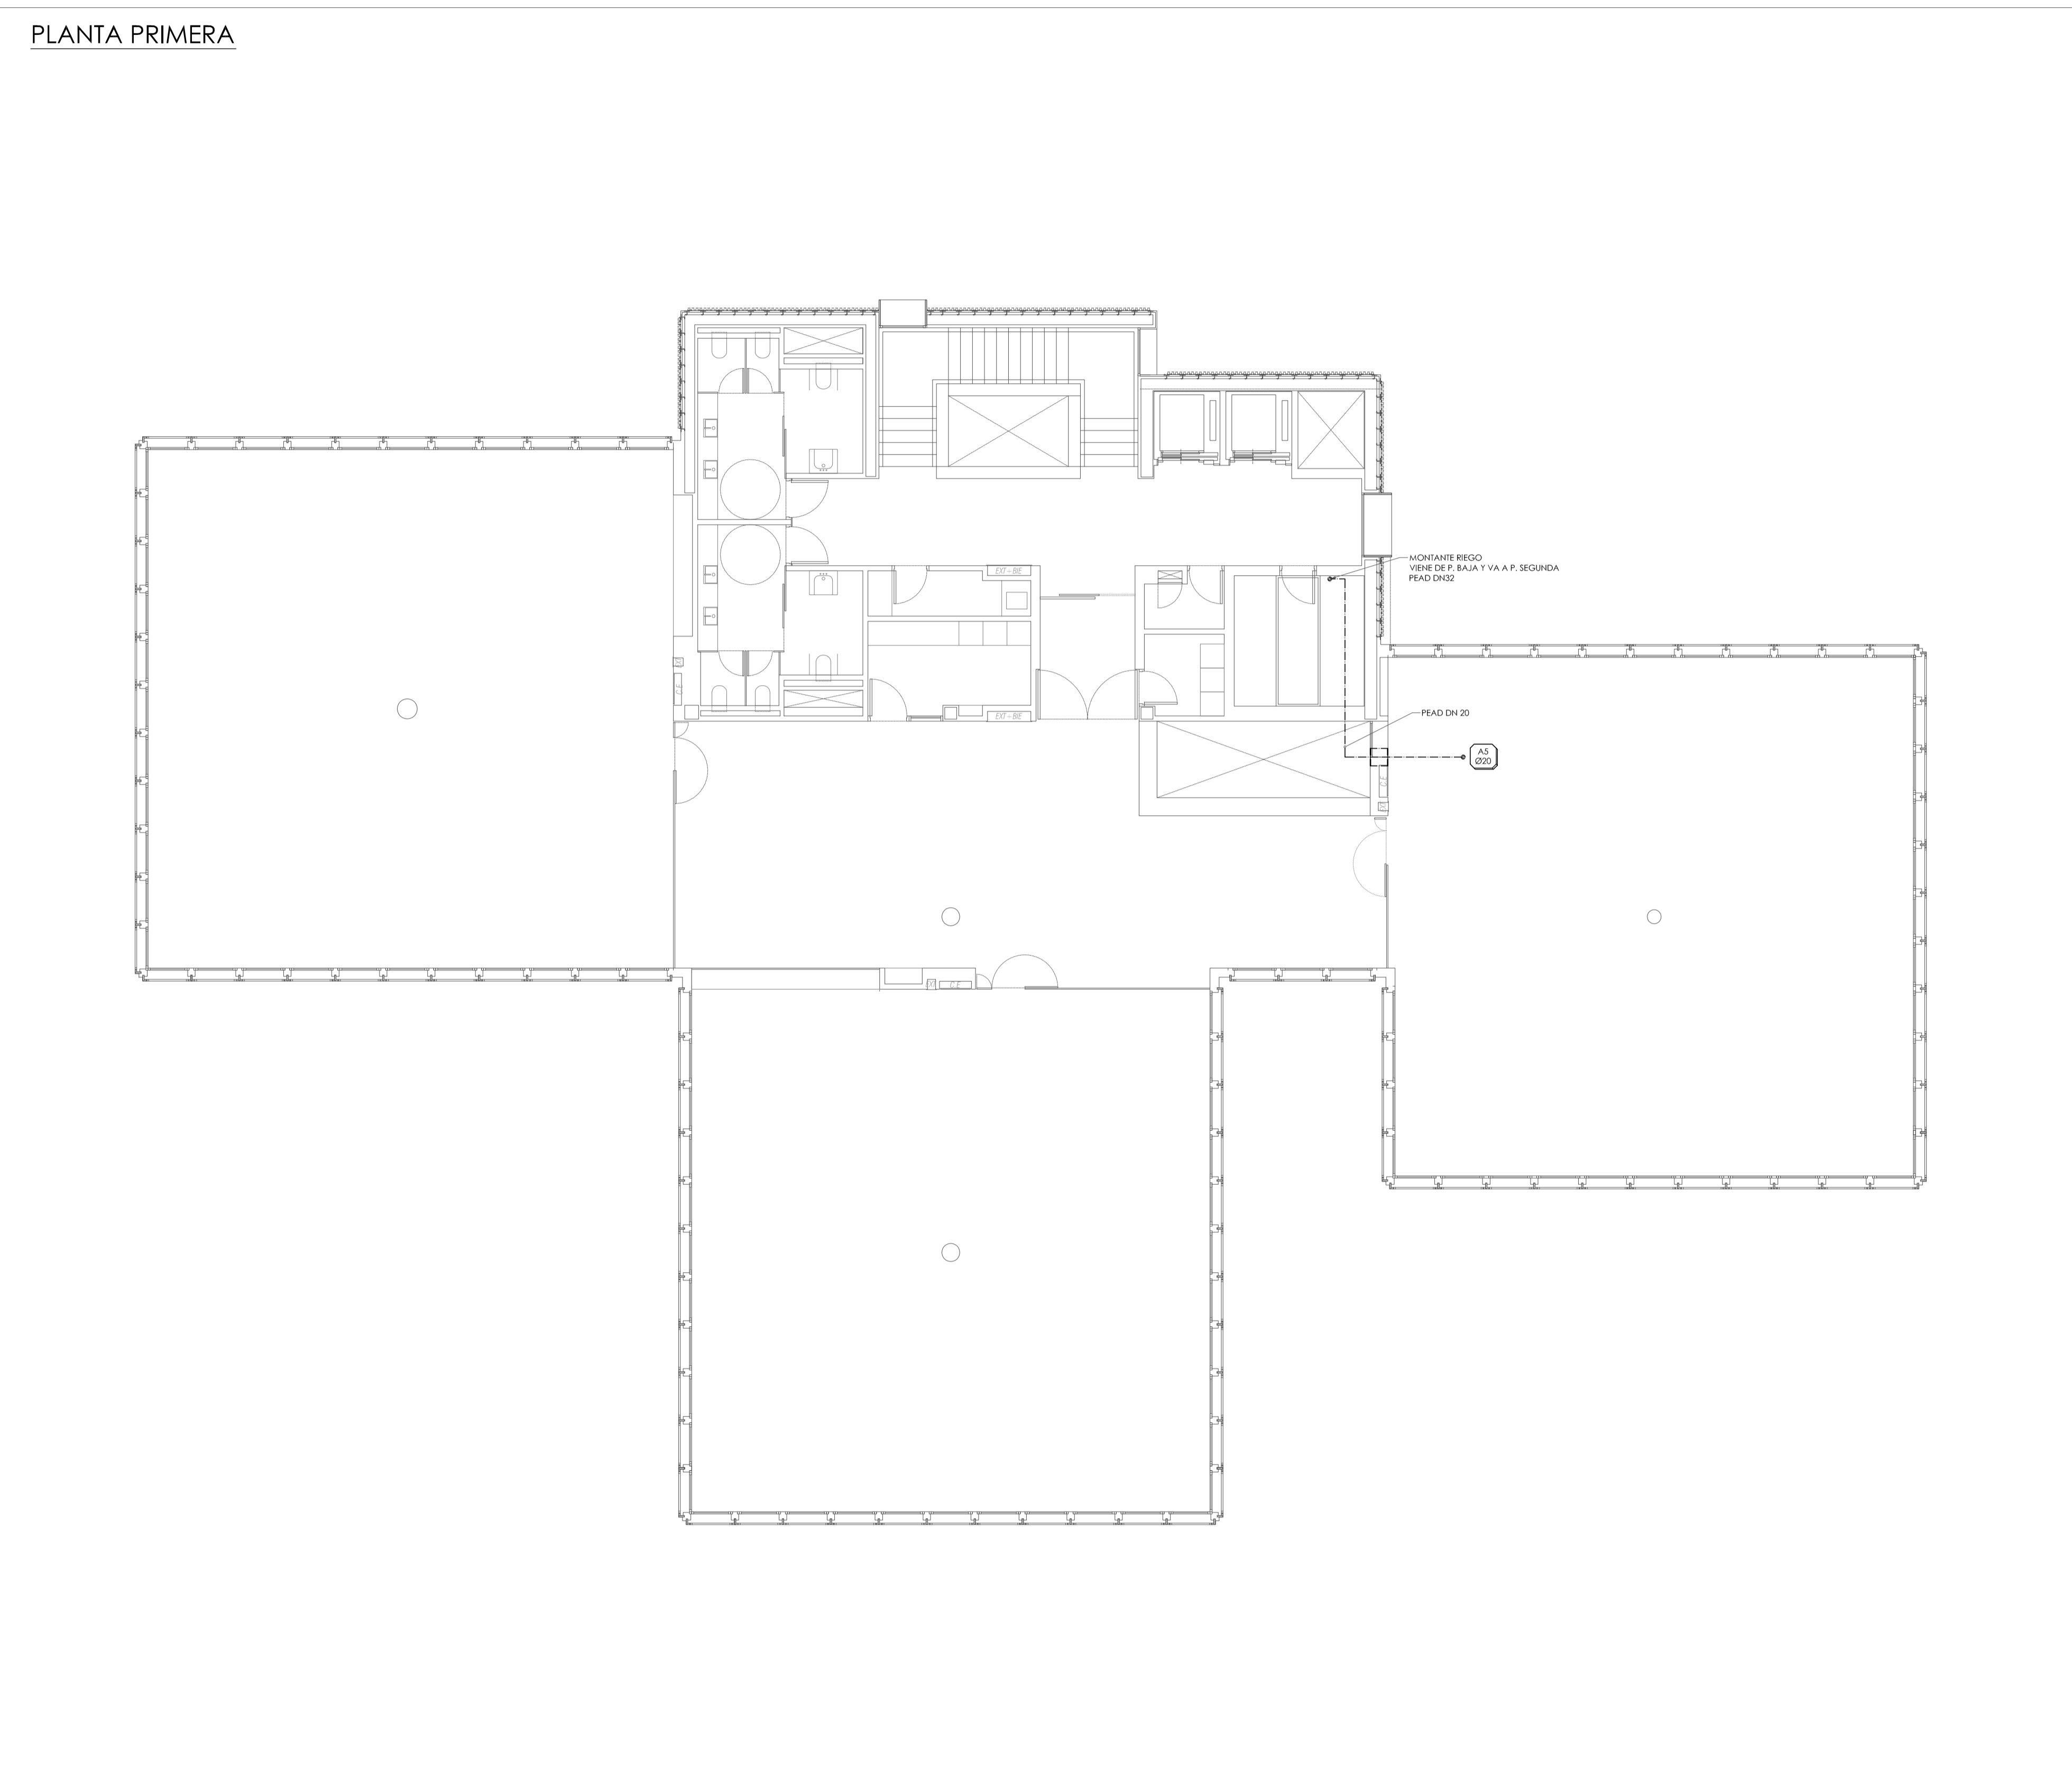 PLANTA PRIMERA
MONTANTE RIEGO
VIENE DE P. BAJA Y VA A P. SEGUNDA
PEAD DN32
EXT - BIE
C.E
EXT - BIE
PEAD DN 20
A5
Ø20
C.E
C.E